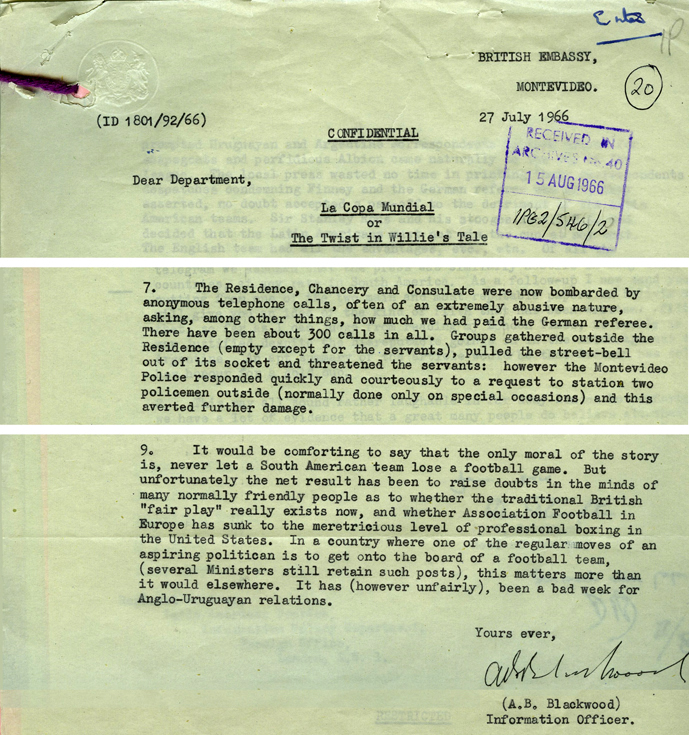 Enter
BRITISH EMBASSY,
MONTEVIDEO.
20
(ID 1801/92/66)
27 July 1966
CONFIDENTIAL
RECEIVED IN
ARCHIVES No. 40
15 AUG 1966
Dear Department,
La Copa Mundial
or
The Twist in Willie's Tale
7. The Residence, Chancery and Consulate were now bombarded by
anonymous telephone calls, often of an extremely abusive nature,
asking, among other things, how much we had paid the German referee.
There have been about 300 calls in all. Groups gathered outside the
Residence (empty except for the servants), pulled the street-bell
out of its socket and threatened the servants: however the Montevideo
Police responded quickly and courteously to a request to station two
policemen outside (normally done only on special occasions) and this
averted further damage.
9. It would be comforting to say that the only moral of the story
is, never let a South American team lose a football game. But
unfortunately the net result has been to raise doubts in the minds of
many normally friendly people as to whether the traditional British
"fair play" really exists now, and whether Association Football in
Europe has sunk to the meretricious level of professional boxing in
the United States. In a country where one of the regular moves of an
aspiring politican is to get onto the board of a football team,
(several Ministers still retain such posts), this matters more than
it would elsewhere. It has (however unfairly), been a bad week for
Anglo-Uruguayan relations.
Yours ever,
(A.B. Blackwood)
Information Officer.
RESTRICTED